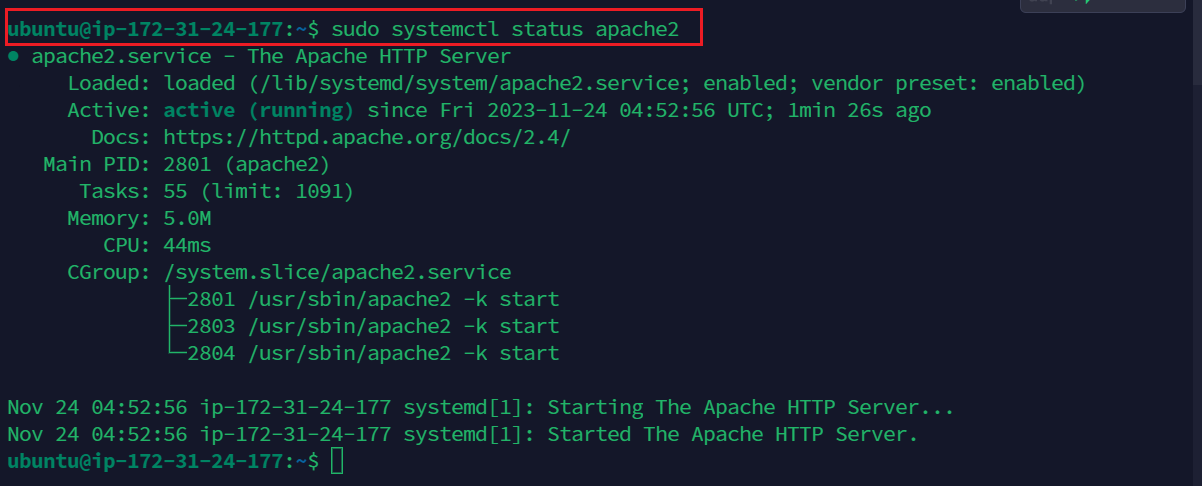 ubuntu@ip-172-31-24-177:~$ sudo systemctl status apache2
● apache2.service - The Apache HTTP Server
     Loaded: loaded (/lib/systemd/system/apache2.service; enabled; vendor preset: enabled)
     Active: active (running) since Fri 2023-11-24 04:52:56 UTC; 1min 26s ago
       Docs: https://httpd.apache.org/docs/2.4/
   Main PID: 2801 (apache2)
      Tasks: 55 (limit: 1091)
     Memory: 5.0M
        CPU: 44ms
     CGroup: /system.slice/apache2.service
             ├─2801 /usr/sbin/apache2 -k start
             ├─2803 /usr/sbin/apache2 -k start
             └─2804 /usr/sbin/apache2 -k start

Nov 24 04:52:56 ip-172-31-24-177 systemd[1]: Starting The Apache HTTP Server...
Nov 24 04:52:56 ip-172-31-24-177 systemd[1]: Started The Apache HTTP Server.
ubuntu@ip-172-31-24-177:~$